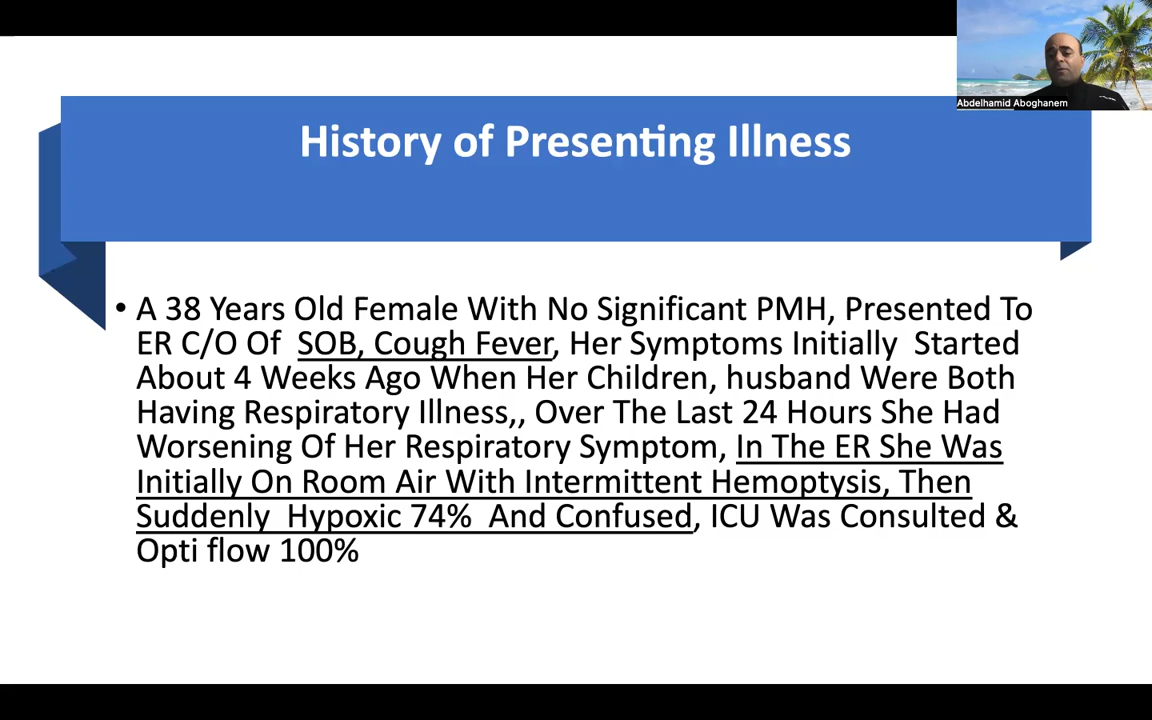 Abdelhamid Aboghanem
History of Presenting Illness
• A 38 Years Old Female With No Significant PMH, Presented To
ER C/O Of SOB, Cough Fever, Her Symptoms Initially Started
About 4 Weeks Ago When Her Children, husband Were Both
Having Respiratory Illness,, Over The Last 24 Hours She Had
Worsening Of Her Respiratory Symptom, In The ER She Was
Initially On Room Air With Intermittent Hemoptysis, Then
Suddenly Hypoxic 74% And Confused, ICU Was Consulted &
Opti flow 100%